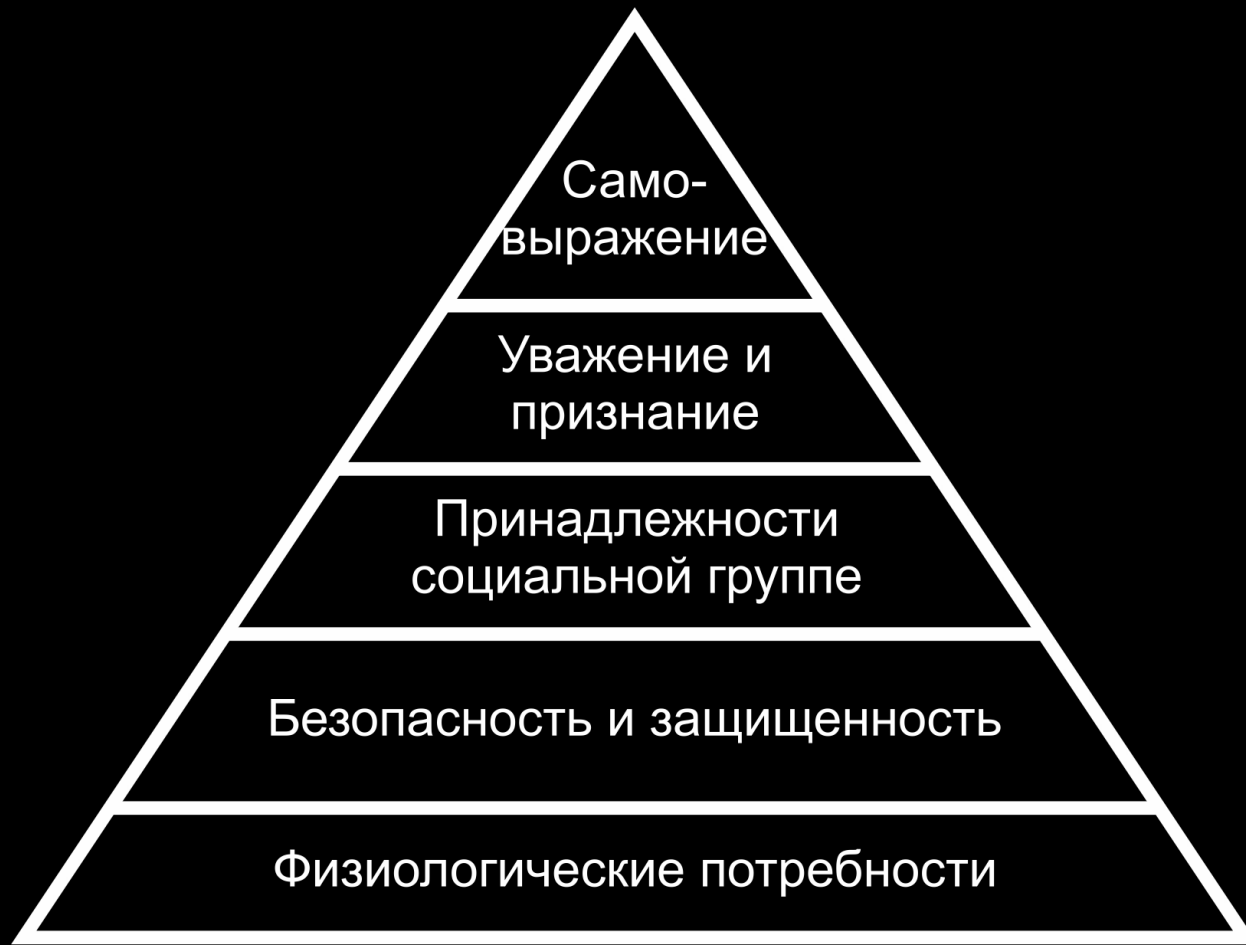 Само-
выражение
Уважение и
признание
Принадлежности
социальной группе
Безопасность и защищенность
Физиологические потребности